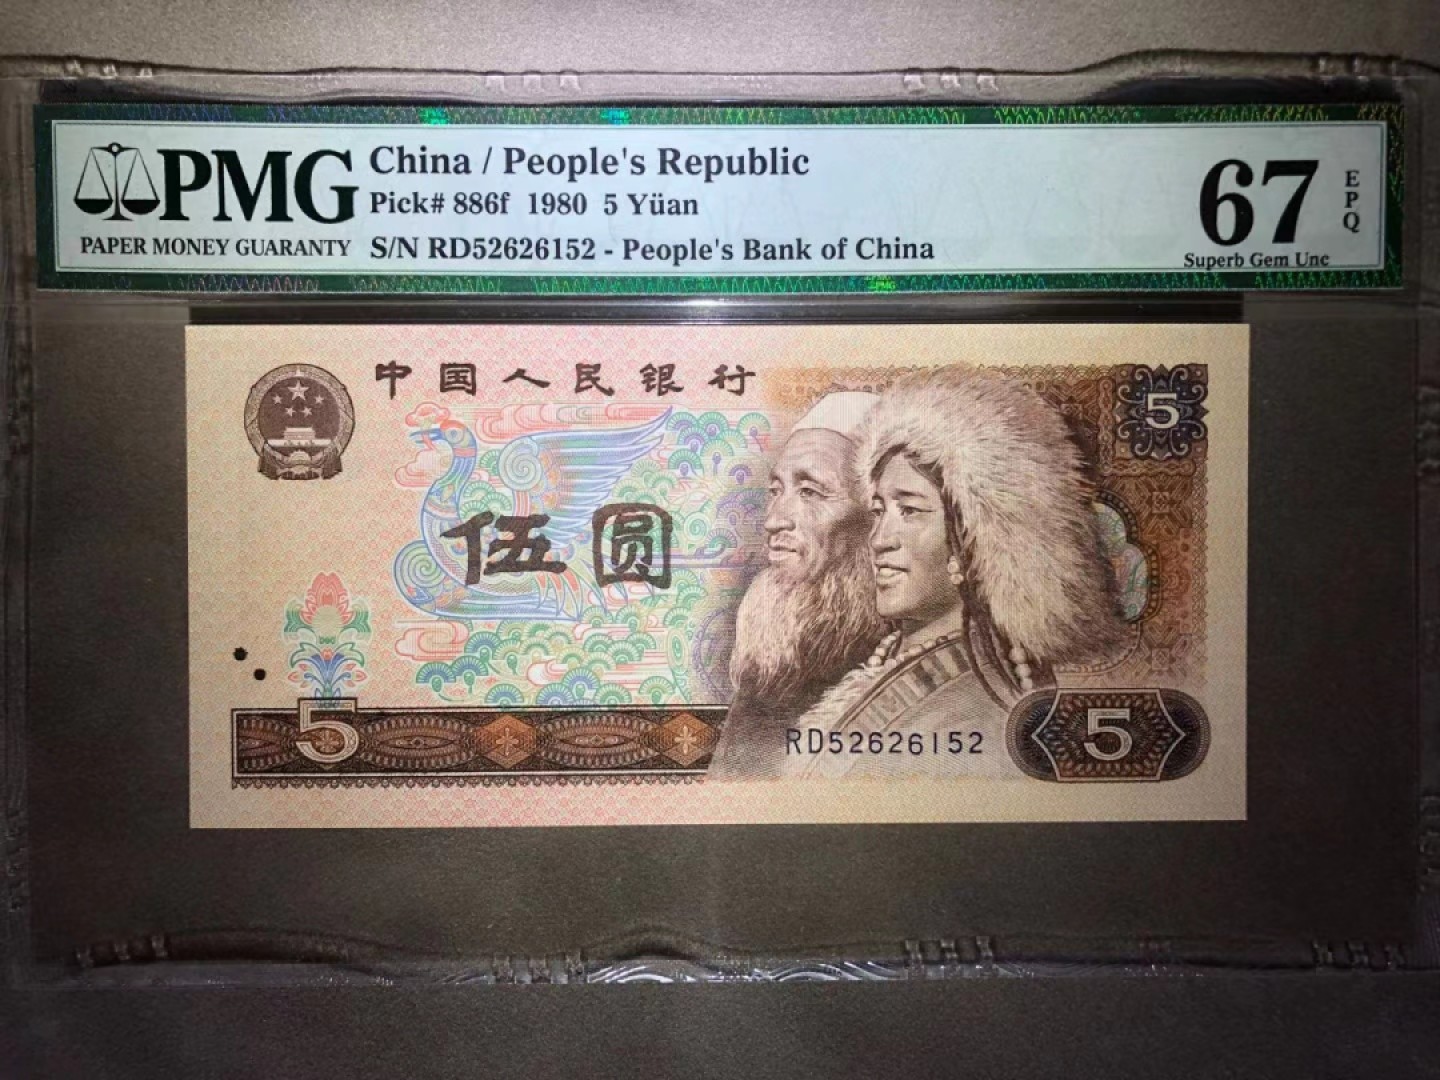 PMG
PAPER MONEY GUARANTY
China / People's Republic
Pick# 886f 1980 5 Yüan
S/N RD52626152 - People's Bank of China
67
EPQ
Superb Gem Unc
PMG
中国人民银行
5
伍圆
5
RD52626152
5